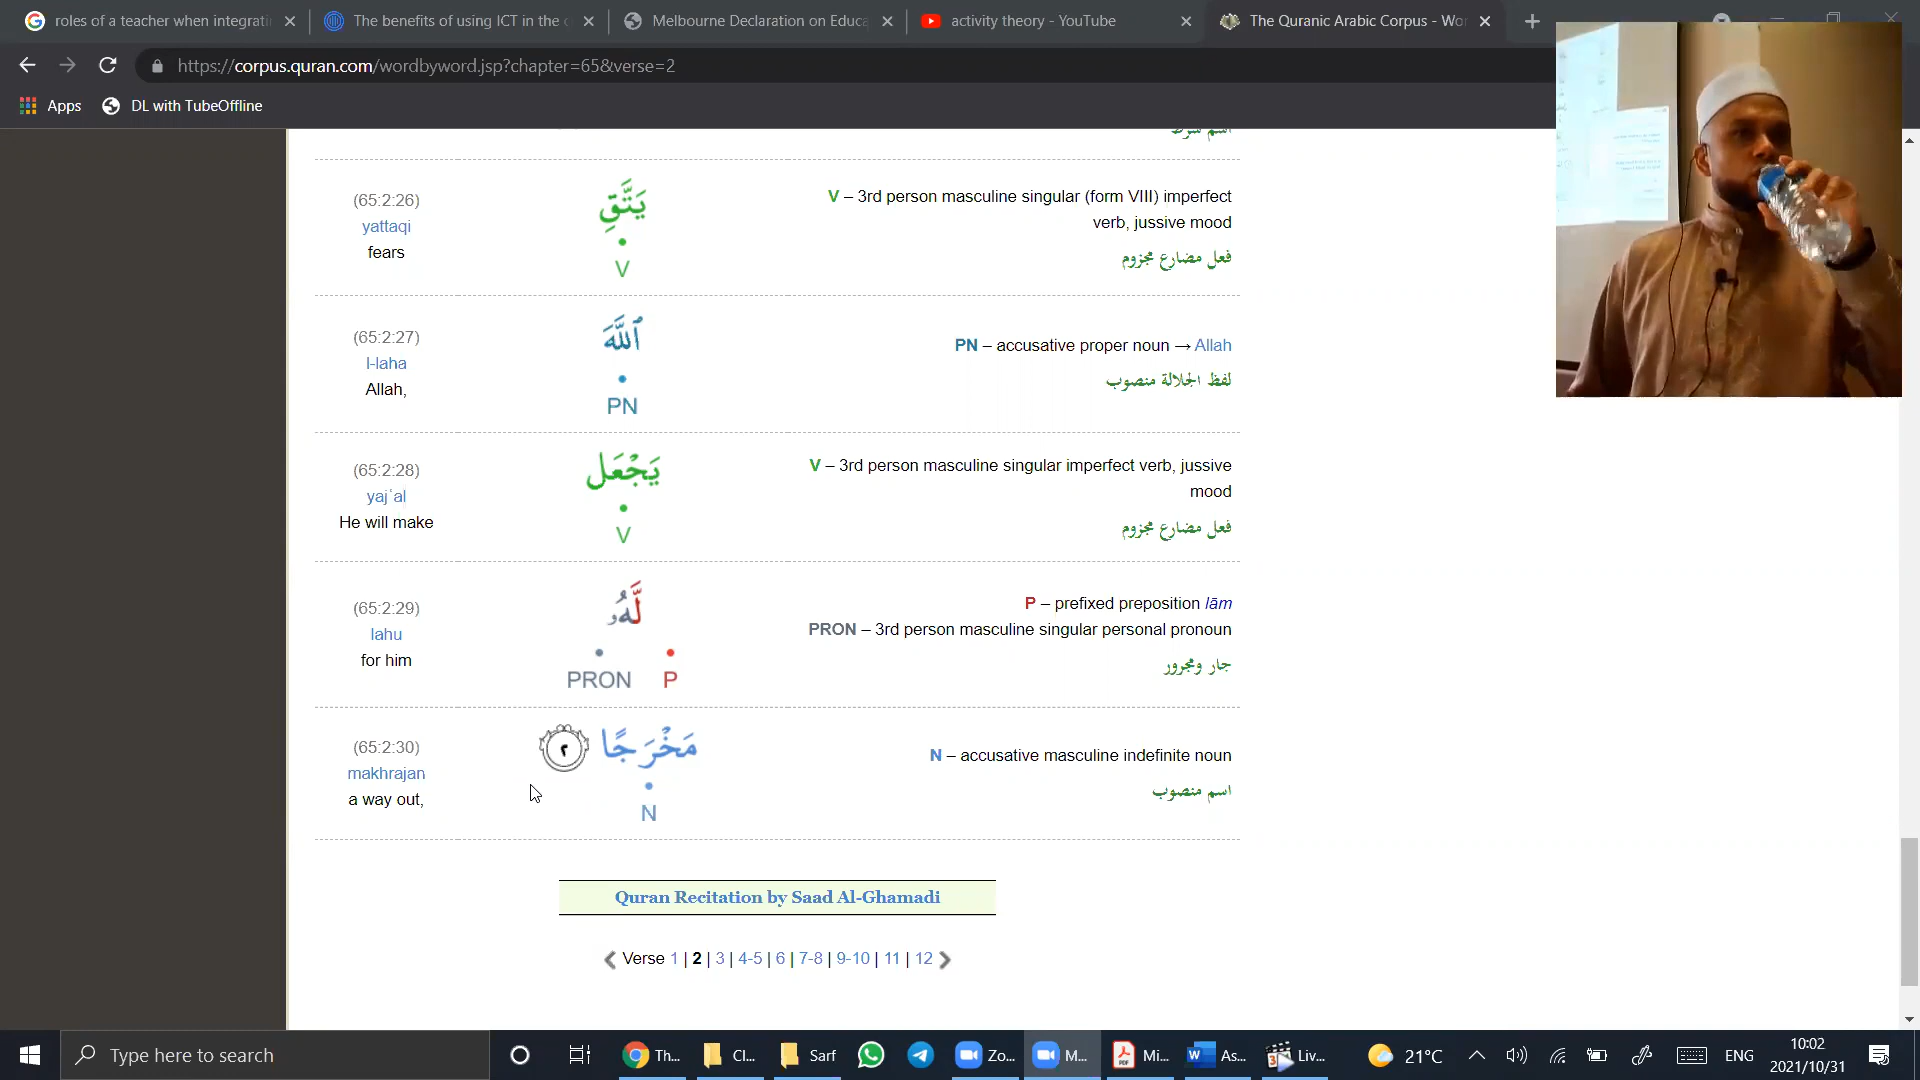 roles of a teacher when integrati
The benefits of using ICT in the c
Melbourne Declaration on Educa
activity theory - YouTube
The Quranic Arabic Corpus - Wor
https://corpus.quran.com/wordbyword.jsp?chapter=65&verse=2
Apps
DL with TubeOffline
اسم شرط
(65:2:26)
yattaqi
fears
يَتَّقِ
V
V – 3rd person masculine singular (form VIII) imperfect
verb, jussive mood
فعل مضارع مجزوم
(65:2:27)
l-laha
Allah,
ٱللَّهَ
PN
PN – accusative proper noun → Allah
لفظ الجلالة منصوب
(65:2:28)
yajʿal
He will make
يَجْعَل
V
V – 3rd person masculine singular imperfect verb, jussive
mood
فعل مضارع مجزوم
(65:2:29)
lahu
for him
لَّهُۥ
PRON P
P – prefixed preposition lām
PRON – 3rd person masculine singular personal pronoun
جار ومجرور
(65:2:30)
makhrajan
a way out,
مَخْرَجًا ٢
N
N – accusative masculine indefinite noun
اسم منصوب
Quran Recitation by Saad Al-Ghamadi
Verse 1 | 2 | 3 | 4-5 | 6 | 7-8 | 9-10 | 11 | 12
Type here to search
Th...
Cl...
Sarf
Zo...
M...
Mi...
As...
Liv...
21°C
ENG
10:02
2021/10/31